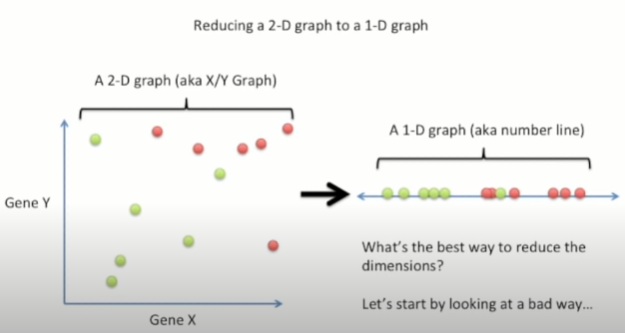 Reducing a 2-D graph to a 1-D graph
A 2-D graph (aka X/Y Graph)
Gene Y
Gene X
A 1-D graph (aka number line)
What's the best way to reduce the
dimensions?
Let's start by looking at a bad way...